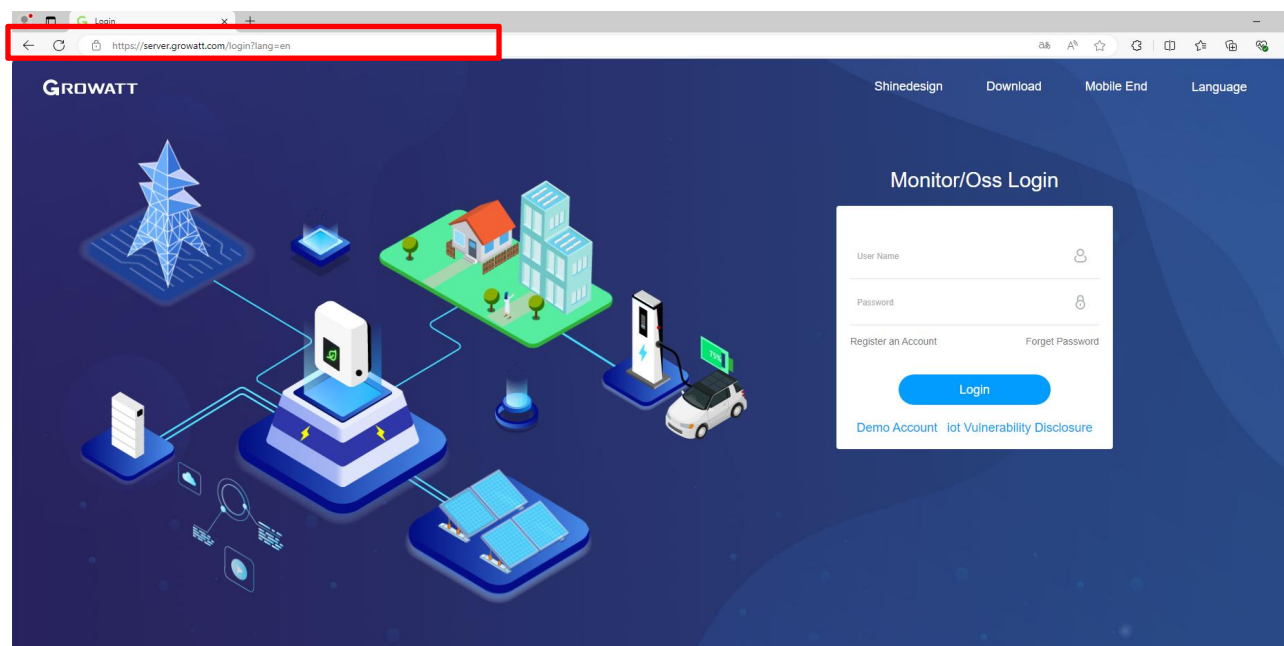 Login
https://server.growatt.com/login?lang=en
GROWATT
Shinedesign Download Mobile End Language
Monitor/Oss Login
User Name
Password
Register an Account Forget Password
Login
Demo Account iot Vulnerability Disclosure
75%